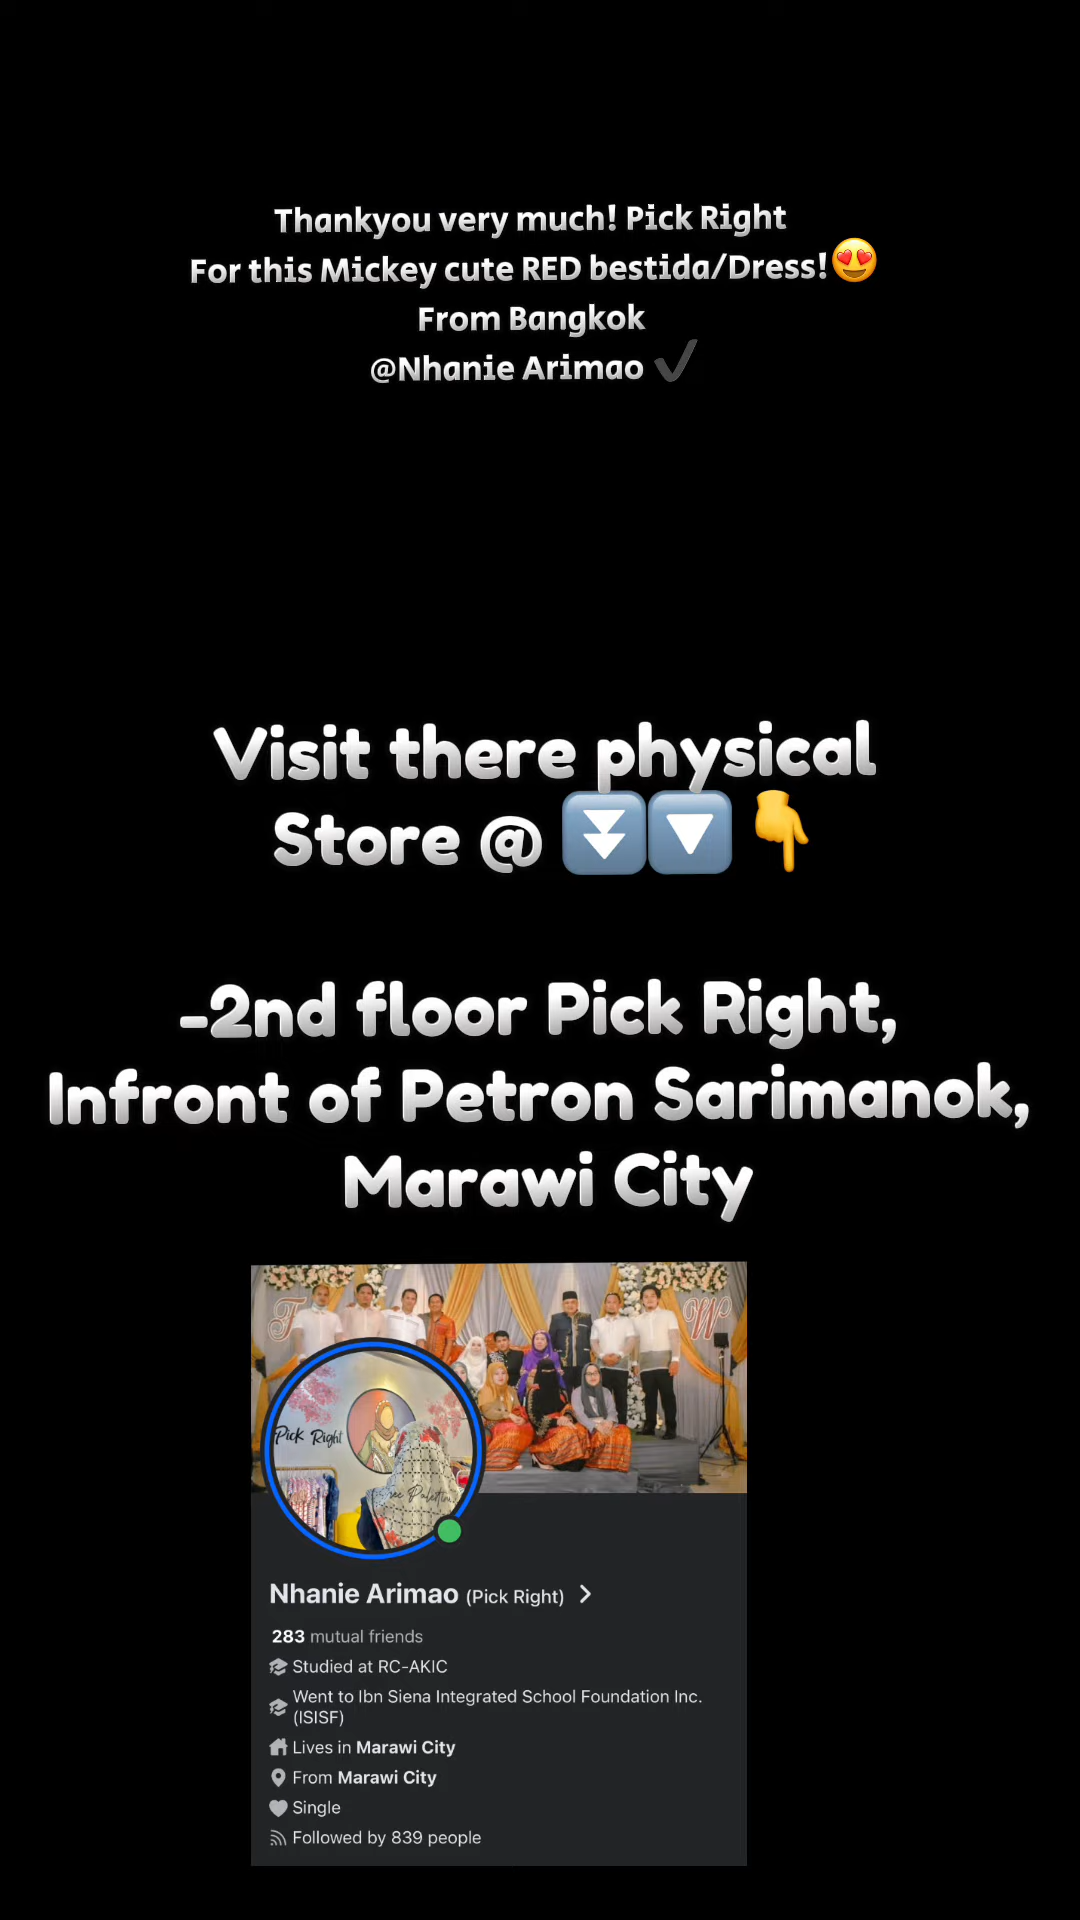 Thankyou very much! Pick Right
For this Mickey cute RED bestida/Dress!😍
From Bangkok
@Nhanie Arimao ✔️
Visit there physical
Store @ ⏬🔽👇
-2nd floor Pick Right,
Infront of Petron Sarimanok,
Marawi City
F
W
Pick Right
Free Palestine
Nhanie Arimao (Pick Right) >
283 mutual friends
Studied at RC-AKIC
Went to Ibn Siena Integrated School Foundation Inc.
(ISISF)
Lives in Marawi City
From Marawi City
Single
Followed by 839 people